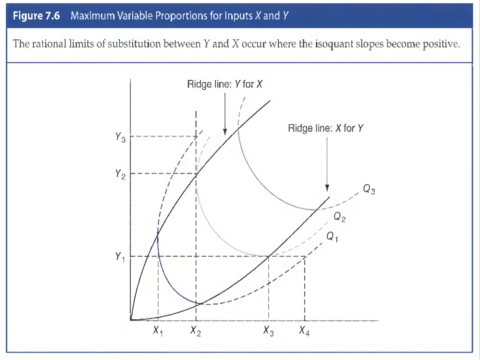 Figure 7.6 Maximum Variable Proportions for Inputs X and Y
The rational limits of substitution between Y and X occur where the isoquant slopes become positive.
Ridge line: Y for X
Ridge line: X for Y
Y₃
Y₂
Y₁
Q₃
Q₂
Q₁
X₁ X₂ X₃ X₄